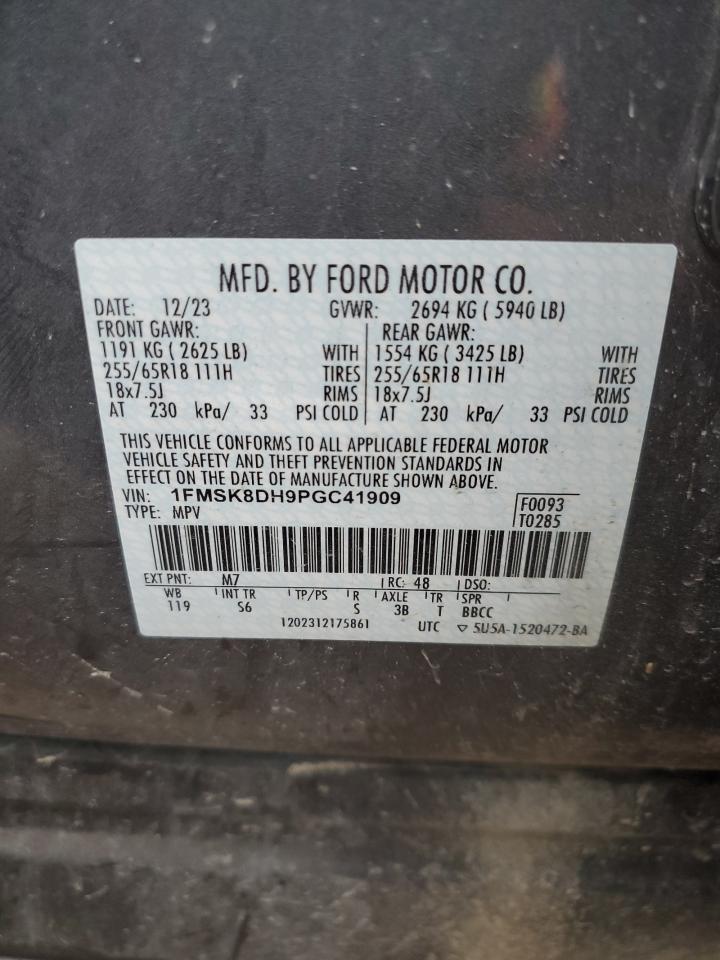 MFD. BY FORD MOTOR CO.
DATE: 12/23 GVWR: 2694 KG ( 5940 LB)
FRONT GAWR: REAR GAWR:
1191 KG ( 2625 LB) WITH 1554 KG ( 3425 LB) WITH
255/65R18 111H TIRES 255/65R18 111H TIRES
18x7.5J RIMS 18x7.5J RIMS
AT 230 kPa/ 33 PSI COLD AT 230 kPa/ 33 PSI COLD
THIS VEHICLE CONFORMS TO ALL APPLICABLE FEDERAL MOTOR
VEHICLE SAFETY AND THEFT PREVENTION STANDARDS IN
EFFECT ON THE DATE OF MANUFACTURE SHOWN ABOVE.
VIN: 1FMSK8DH9PGC41909 F0093
TYPE: MPV T0285
EXT PNT: M7 RC: 48 DSO:
WB INT TR TP/PS R AXLE TR SPR
119 S6 S 3B T BBCC
1202312175861 UTC ▽ 5U5A-1520472-BA